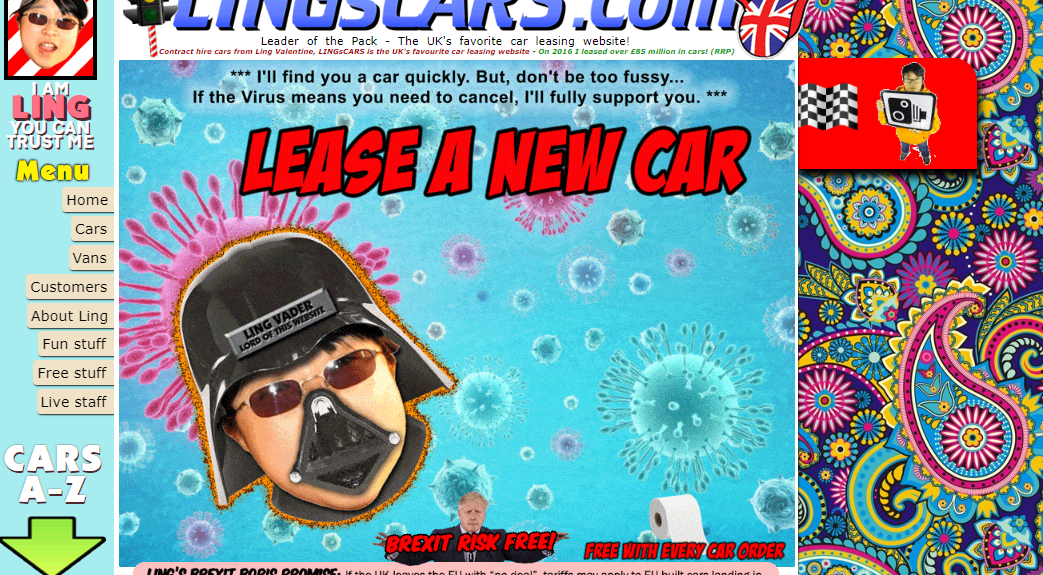 LINGsCARS.com
Leader of the Pack - The UK's favorite car leasing website!
Contract hire cars from Ling Valentine, LINGsCARS is the UK's favourite car leasing website - On 2016 I leased over £85 million in cars! (RRP)
I AM
LING
YOU CAN
TRUST ME
Menu
Home
Cars
Vans
Customers
About Ling
Fun stuff
Free stuff
Live staff
CARS
A-Z
*** I'll find you a car quickly. But, don't be too fussy...
If the Virus means you need to cancel, I'll fully support you. ***
LEASE A NEW CAR
LING VADER
LORD OF THIS WEBSITE
BREXIT RISK FREE!
FREE WITH EVERY CAR ORDER
LING'S BREXIT BORIS PROMISE: If the UK leaves the EU with "no deal", tariffs may apply to EU built cars landing in